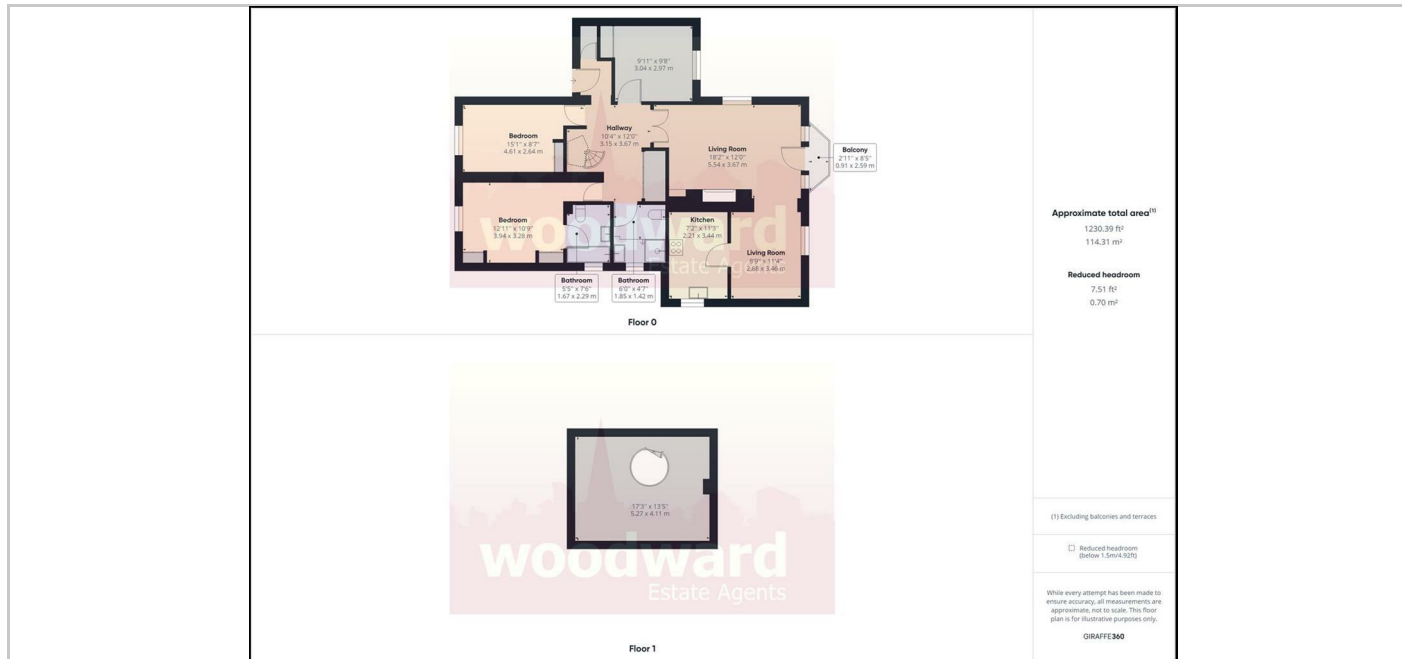 9'11" x 9'8"
3.04 x 2.97 m
Bedroom
15'1" x 8'7"
4.61 x 2.64 m
Hallway
10'4" x 12'0"
3.15 x 3.67 m
Living Room
18'2" x 12'0"
5.54 x 3.67 m
Balcony
2'11" x 8'5"
0.91 x 2.59 m
Bedroom
12'11" x 10'9"
3.94 x 3.28 m
Kitchen
7'2" x 11'3"
2.21 x 3.44 m
Living Room
11'4"
3.46 m
Bathroom
5'5" x 7'6"
1.67 x 2.29 m
Bathroom
6'0" x 4'7"
1.85 x 1.42 m
woodward
Estate Agents
Floor 0
17'3" x 13'5"
5.27 x 4.11 m
woodward
Estate Agents
Floor 1
Approximate total area(1)
1230.39 ft²
114.31 m²
Reduced headroom
7.51 ft²
0.70 m²
(1) Excluding balconies and terraces
Reduced headroom
(below 1.5m/4.92ft)
While every attempt has been made to
ensure accuracy, all measurements are
approximate, not to scale. This floor
plan is for illustrative purposes only.
GIRAFFE360